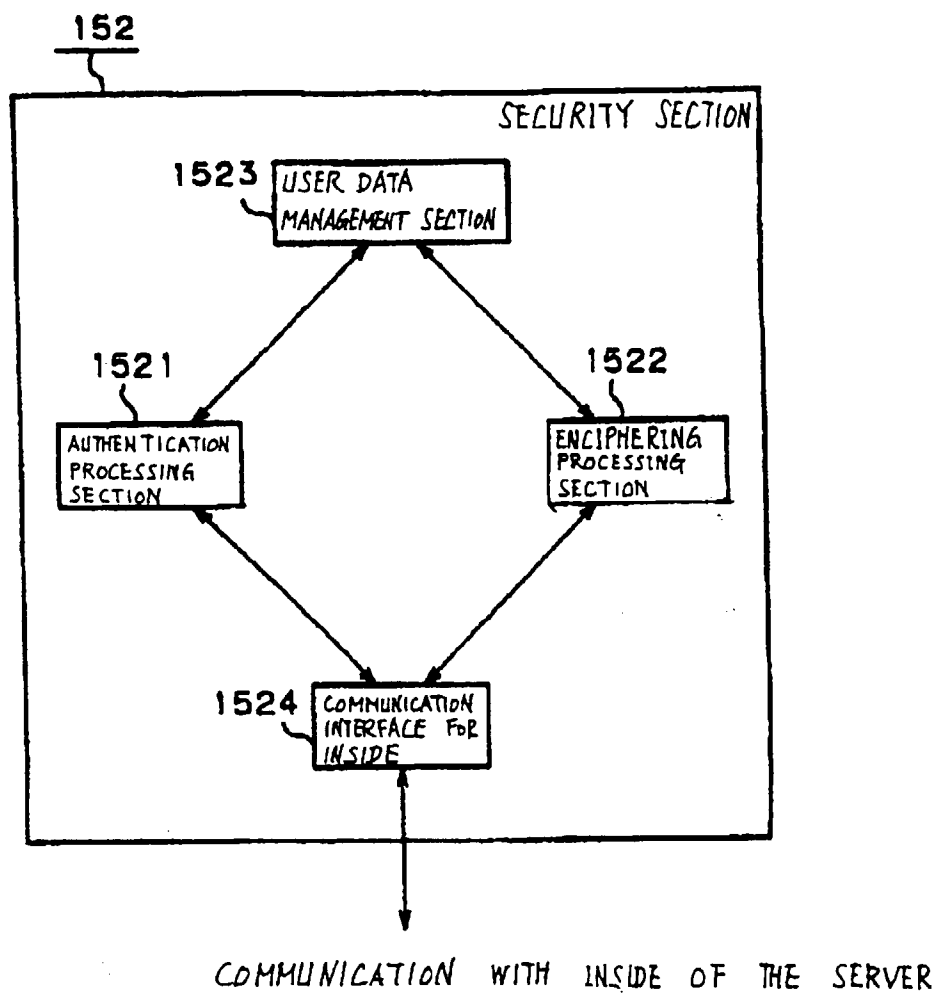 152
SECURITY SECTION
1523
USER DATA
MANAGEMENT SECTION
1521
1522
AUTHENTICATION
PROCESSING
SECTION
ENCIPHERING
PROCESSING
SECTION
1524
COMMUNICATION
INTERFACE FOR
INSIDE
COMMUNICATION WITH INSIDE OF THE SERVER